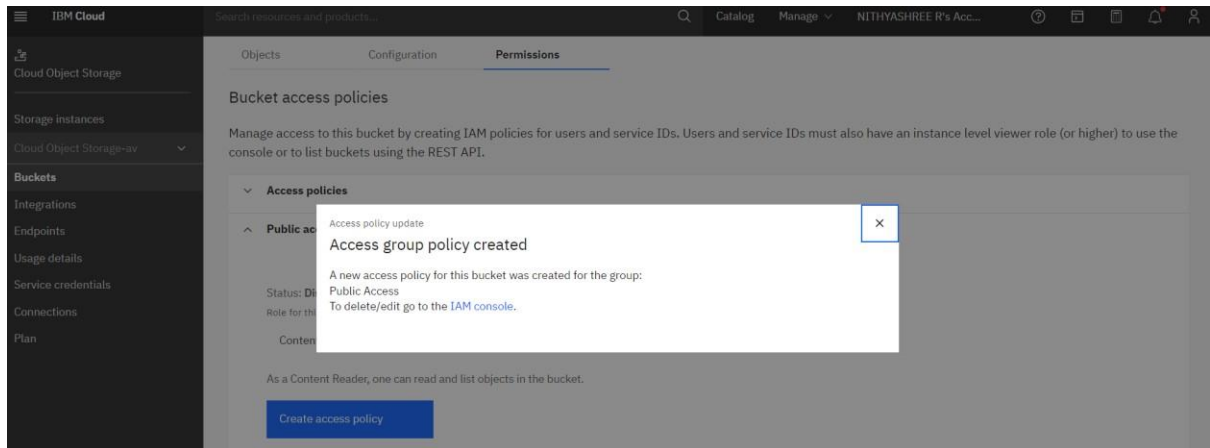 IBM Cloud
Search resources and products...
Catalog
Manage
NITHYASHREE R's Acc...
Cloud Object Storage
Storage instances
Cloud Object Storage-av
Buckets
Integrations
Endpoints
Usage details
Service credentials
Connections
Plan
Objects
Configuration
Permissions
Bucket access policies
Manage access to this bucket by creating IAM policies for users and service IDs. Users and service IDs must also have an instance level viewer role (or higher) to use the
console or to list buckets using the REST API.
Access policies
Public ac
Access policy update
Access group policy created
A new access policy for this bucket was created for the group:
Public Access
To delete/edit go to the IAM console.
Status: Di
Role for thi
Conten
As a Content Reader, one can read and list objects in the bucket.
Create access policy